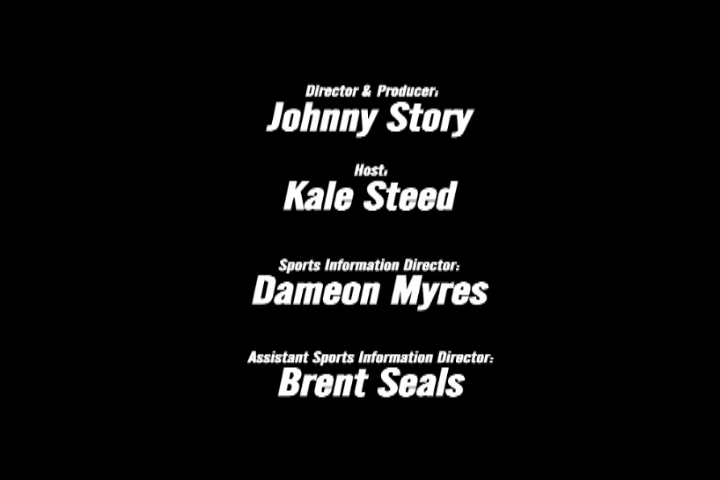 Director & Producer:
Johnny Story
Host:
Kale Steed
Sports Information Director:
Dameon Myres
Assistant Sports Information Director:
Brent Seals